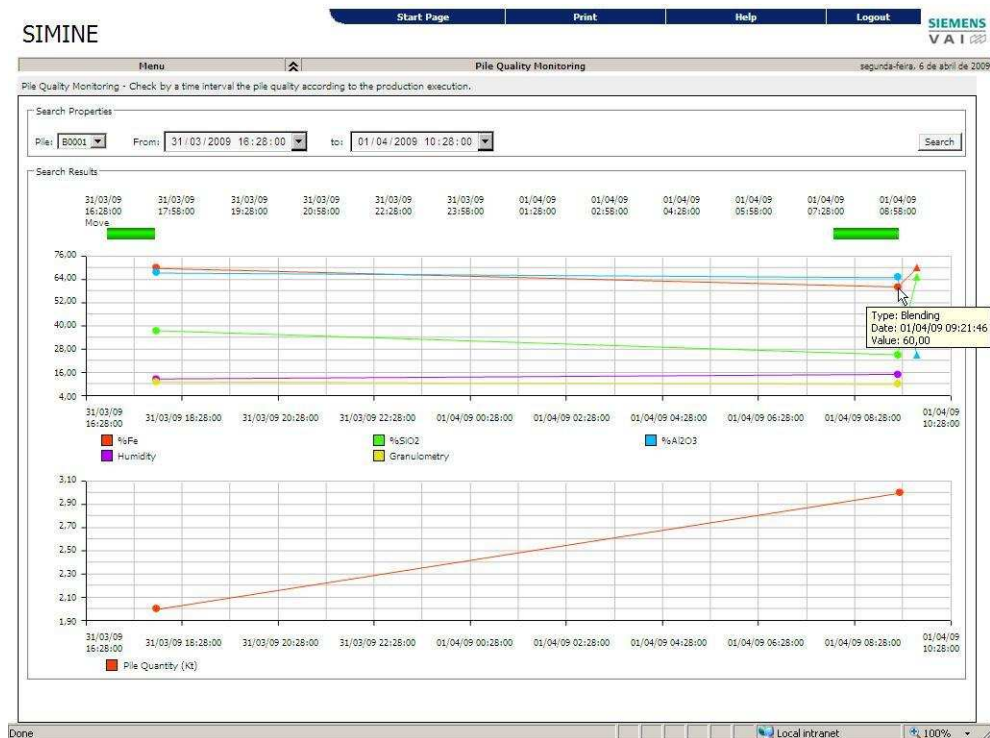 Start Page Print Help Logout
SIEMENS
VAI
SIMINE
Menu Pile Quality Monitoring segunda-feira, 6 de abril de 2009
Pile Quality Monitoring - Check by a time interval the pile quality according to the production execution.
Search Properties
Pile: B0001 From: 31/03/2009 16:28:00 to: 01/04/2009 10:28:00 Search
Search Results
31/03/09 31/03/09 31/03/09 31/03/09 31/03/09 31/03/09 01/04/09 01/04/09 01/04/09 01/04/09 01/04/09 01/04/09
16:28:00 17:58:00 19:28:00 20:58:00 22:28:00 23:58:00 01:28:00 02:58:00 04:28:00 05:58:00 07:28:00 08:58:00
Move
76,00
64,00
52,00
40,00
28,00
16,00
4,00
Type: Blending
Date: 01/04/09 09:21:46
Value: 60,00
31/03/09 01/04/09
16:28:00 31/03/09 18:28:00 31/03/09 20:28:00 31/03/09 22:28:00 01/04/09 00:28:00 01/04/09 02:28:00 01/04/09 04:28:00 01/04/09 06:28:00 01/04/09 08:28:00 10:28:00
%Fe %SiO2 %Al2O3
Humidity Granulometry
3,10
2,90
2,70
2,50
2,30
2,10
1,90
31/03/09 01/04/09
16:28:00 31/03/09 18:28:00 31/03/09 20:28:00 31/03/09 22:28:00 01/04/09 00:28:00 01/04/09 02:28:00 01/04/09 04:28:00 01/04/09 06:28:00 01/04/09 08:28:00 10:28:00
Pile Quantity (Kt)
Done Local intranet 100%